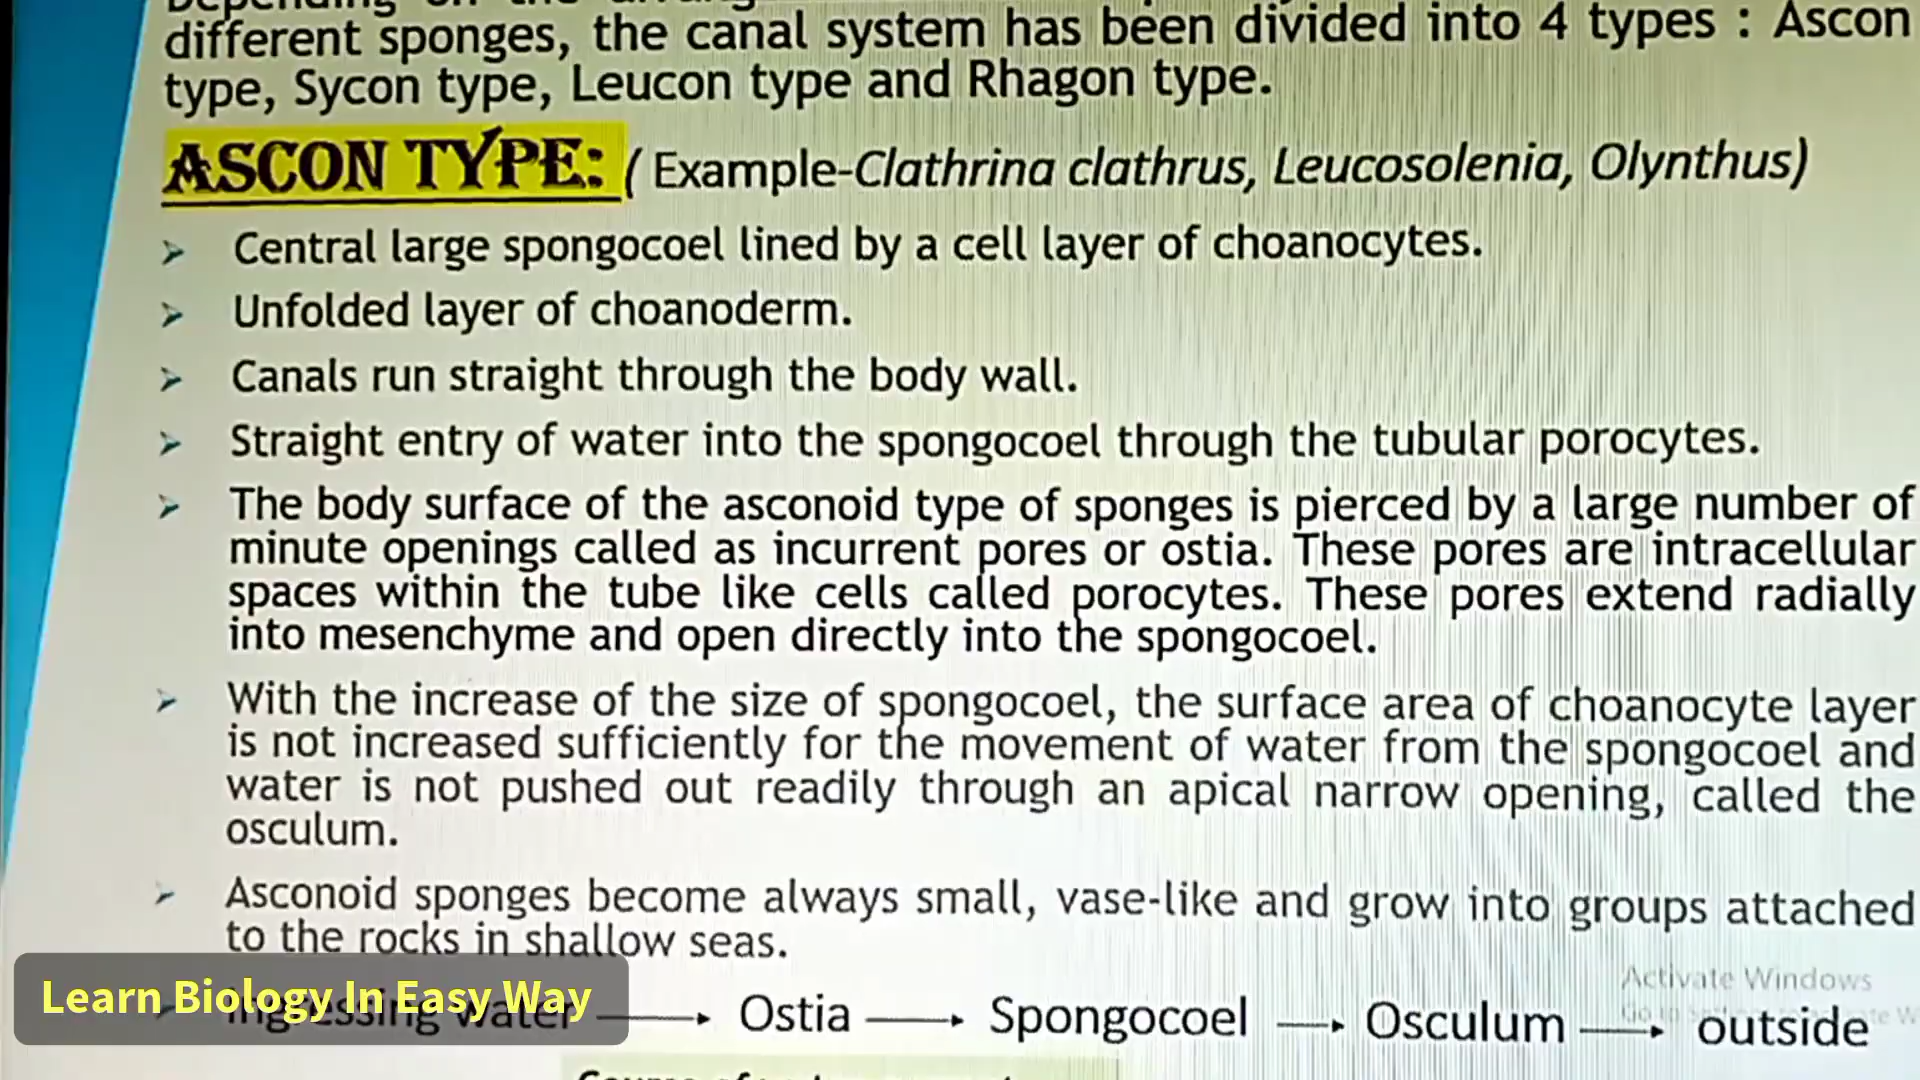 Depending on the
different sponges, the canal system has been divided into 4 types : Ascon
type, Sycon type, Leucon type and Rhagon type.
ASCON TYPE: ( Example-Clathrina clathrus, Leucosolenia, Olynthus)
➢ Central large spongocoel lined by a cell layer of choanocytes.
➢ Unfolded layer of choanoderm.
➢ Canals run straight through the body wall.
➢ Straight entry of water into the spongocoel through the tubular porocytes.
➢ The body surface of the asconoid type of sponges is pierced by a large number of
minute openings called as incurrent pores or ostia. These pores are intracellular
spaces within the tube like cells called porocytes. These pores extend radially
into mesenchyme and open directly into the spongocoel.
➢ With the increase of the size of spongocoel, the surface area of choanocyte layer
is not increased sufficiently for the movement of water from the spongocoel and
water is not pushed out readily through an apical narrow opening, called the
osculum.
➢ Asconoid sponges become always small, vase-like and grow into groups attached
to the rocks in shallow seas.
Activate Windows
Learn Biology In Easy Way
➢ Ingressing water → Ostia → Spongocoel → Osculum → outside